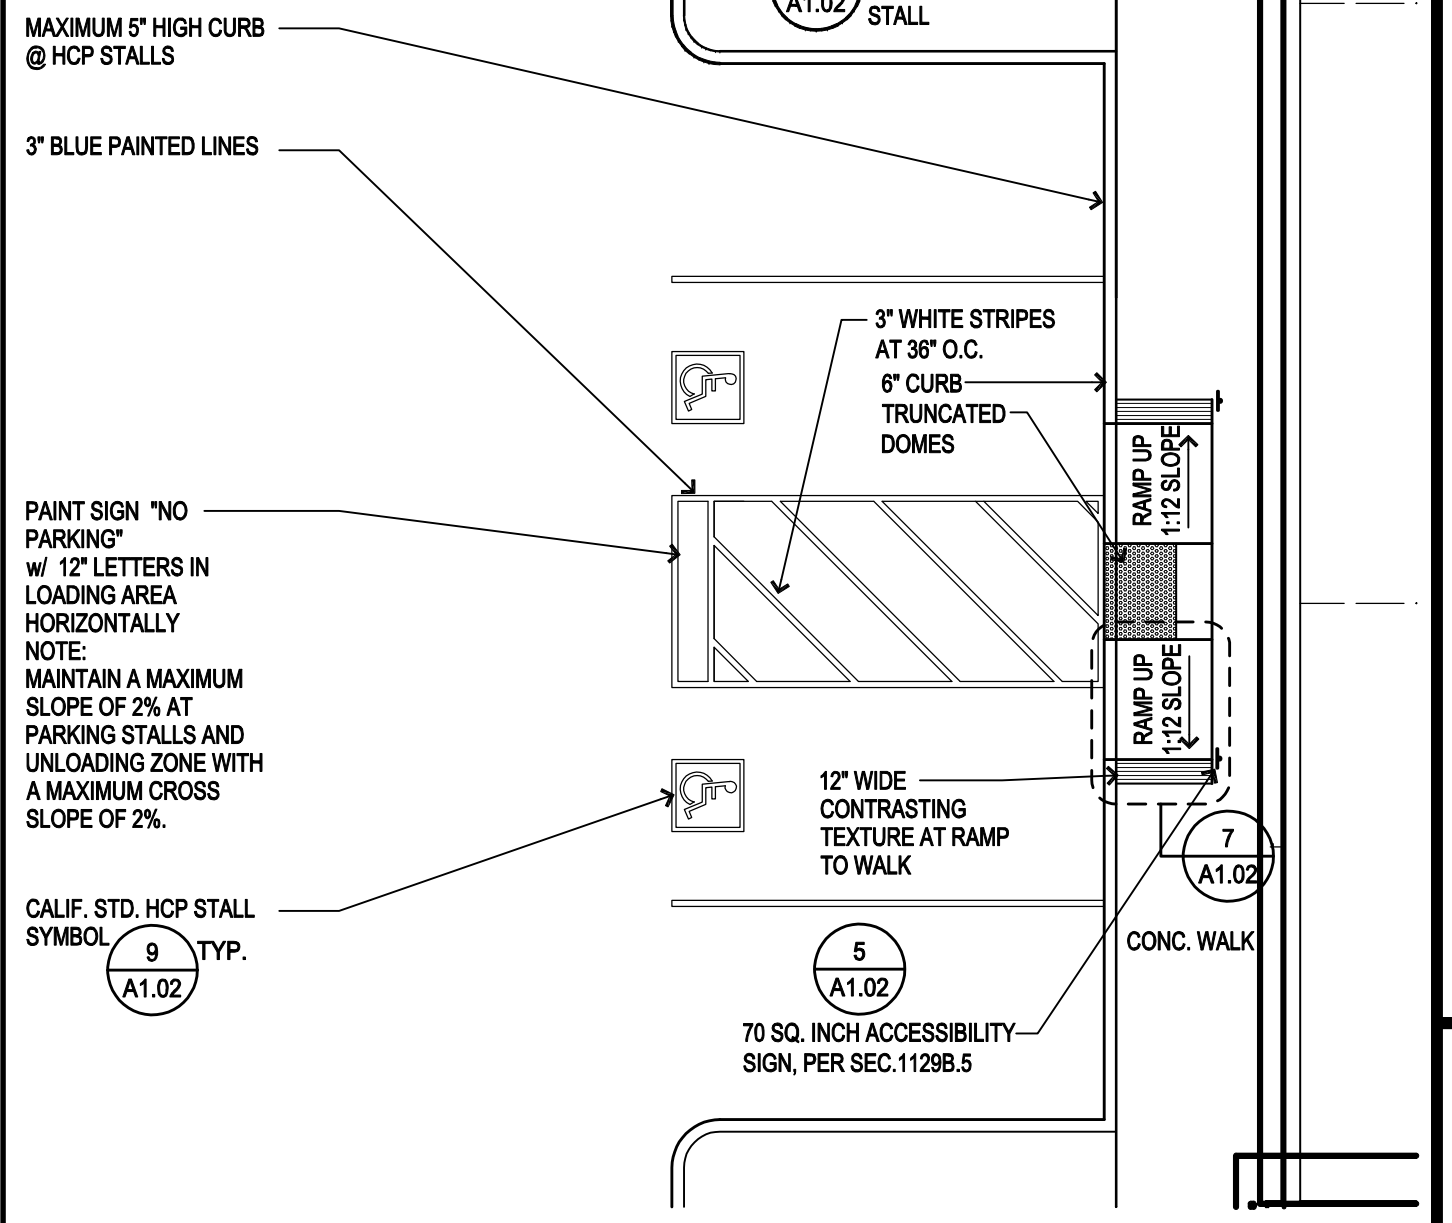 A1.02
STALL
MAXIMUM 5" HIGH CURB
@ HCP STALLS
3" BLUE PAINTED LINES
3" WHITE STRIPES
AT 36" O.C.
6" CURB
TRUNCATED
DOMES
RAMP UP
1:12 SLOPE
PAINT SIGN "NO
PARKING"
w/ 12" LETTERS IN
LOADING AREA
HORIZONTALLY
NOTE:
MAINTAIN A MAXIMUM
SLOPE OF 2% AT
PARKING STALLS AND
UNLOADING ZONE WITH
A MAXIMUM CROSS
SLOPE OF 2%.
RAMP UP
1:12 SLOPE
12" WIDE
CONTRASTING
TEXTURE AT RAMP
TO WALK
7
A1.02
CALIF. STD. HCP STALL
SYMBOL
9
A1.02
TYP.
5
A1.02
CONC. WALK
70 SQ. INCH ACCESSIBILITY
SIGN, PER SEC.1129B.5